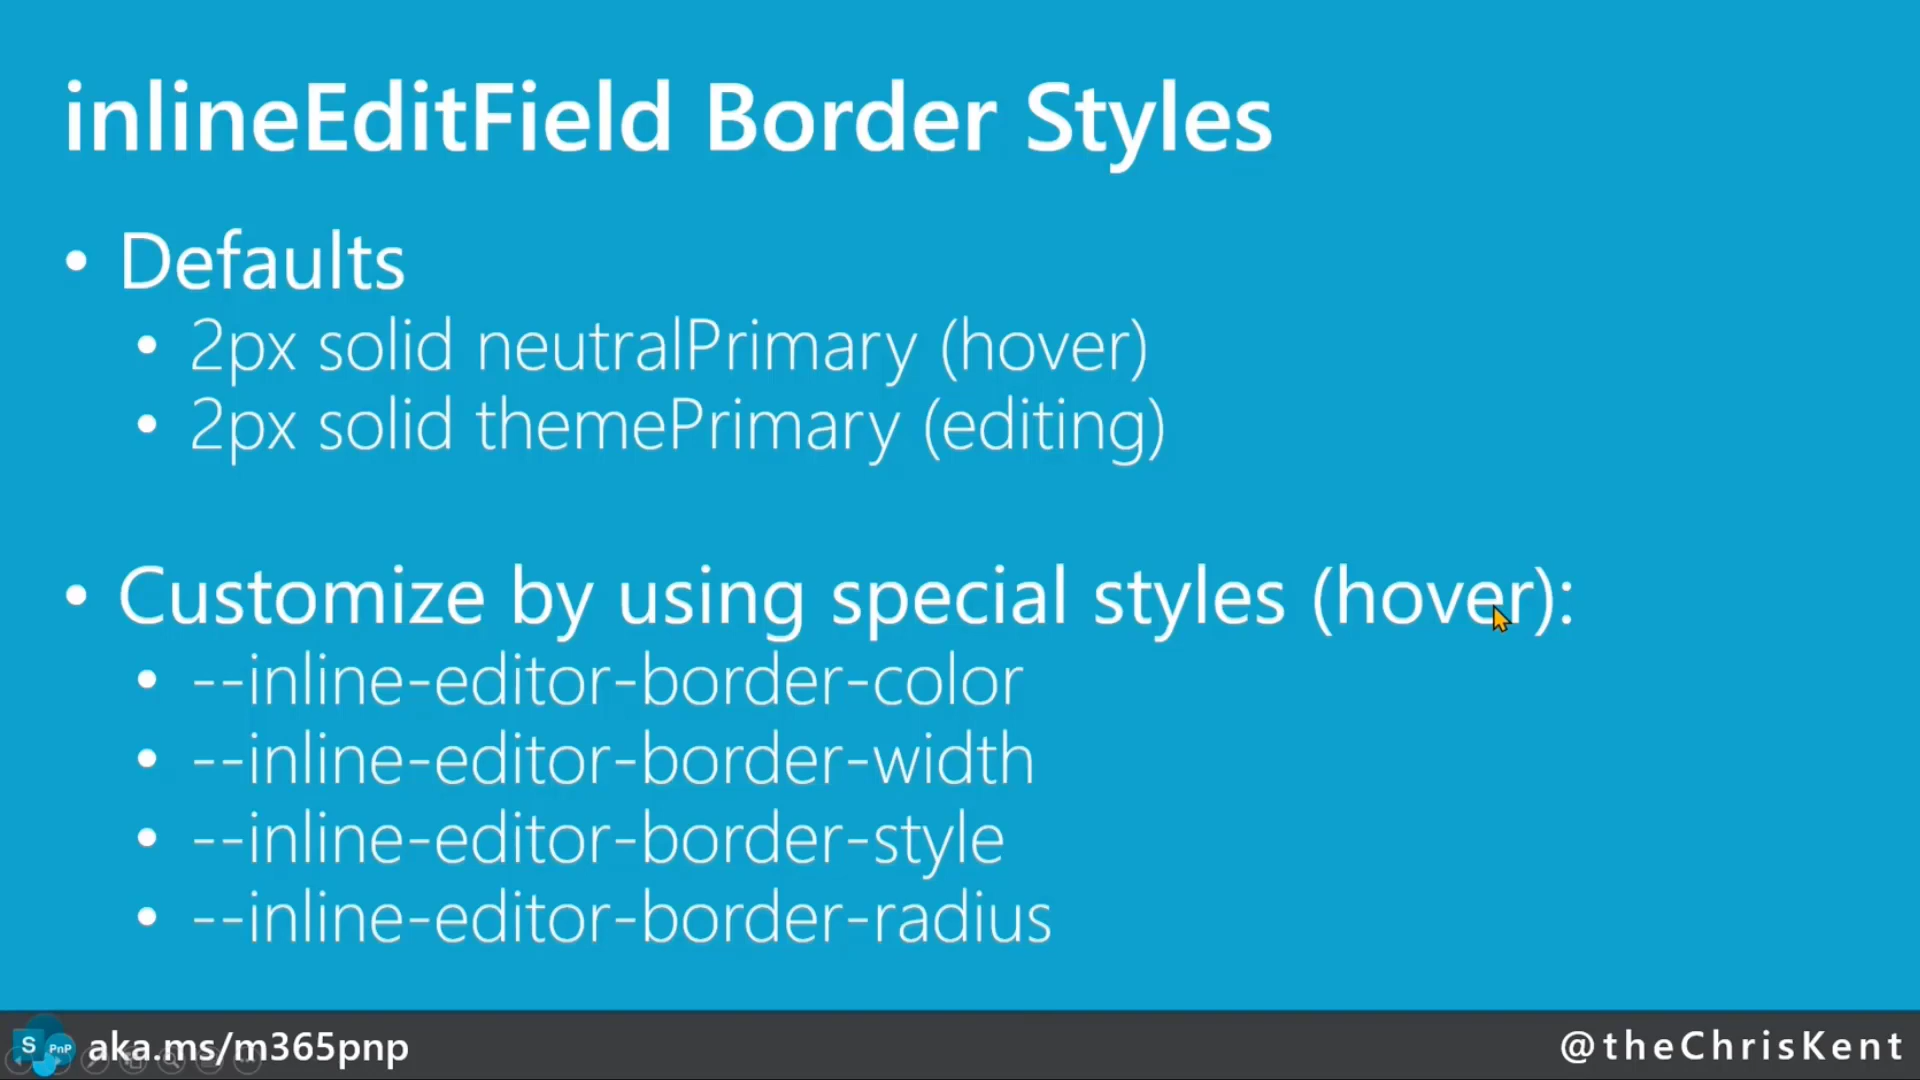 inlineEditField Border Styles
• Defaults
• 2px solid neutralPrimary (hover)
• 2px solid themePrimary (editing)
• Customize by using special styles (hover):
• --inline-editor-border-color
• --inline-editor-border-width
• --inline-editor-border-style
• --inline-editor-border-radius
S PnP aka.ms/m365pnp @theChrisKent